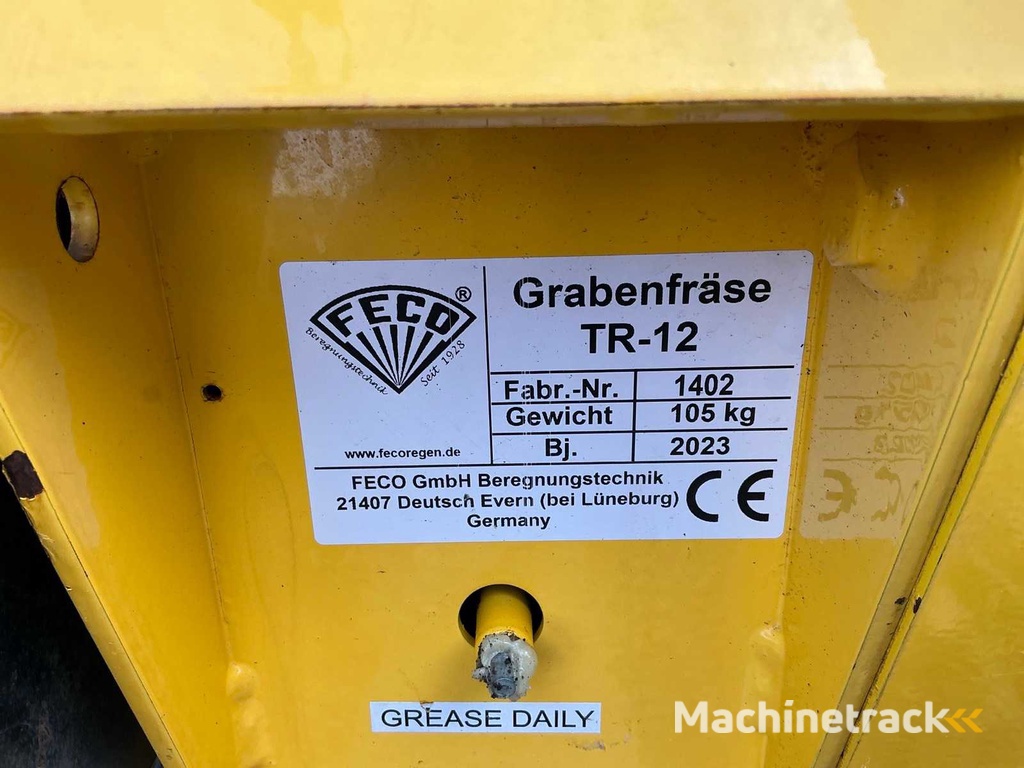 FECO®
Beregnungstechnik
Seit 1928
www.fecoregen.de
Grabenfräse
TR-12
Fabr.-Nr. 1402
Gewicht 105 kg
Bj. 2023
FECO GmbH Beregnungstechnik
21407 Deutsch Evern (bei Lüneburg)
Germany
CE
GREASE DAILY
Machinetrack